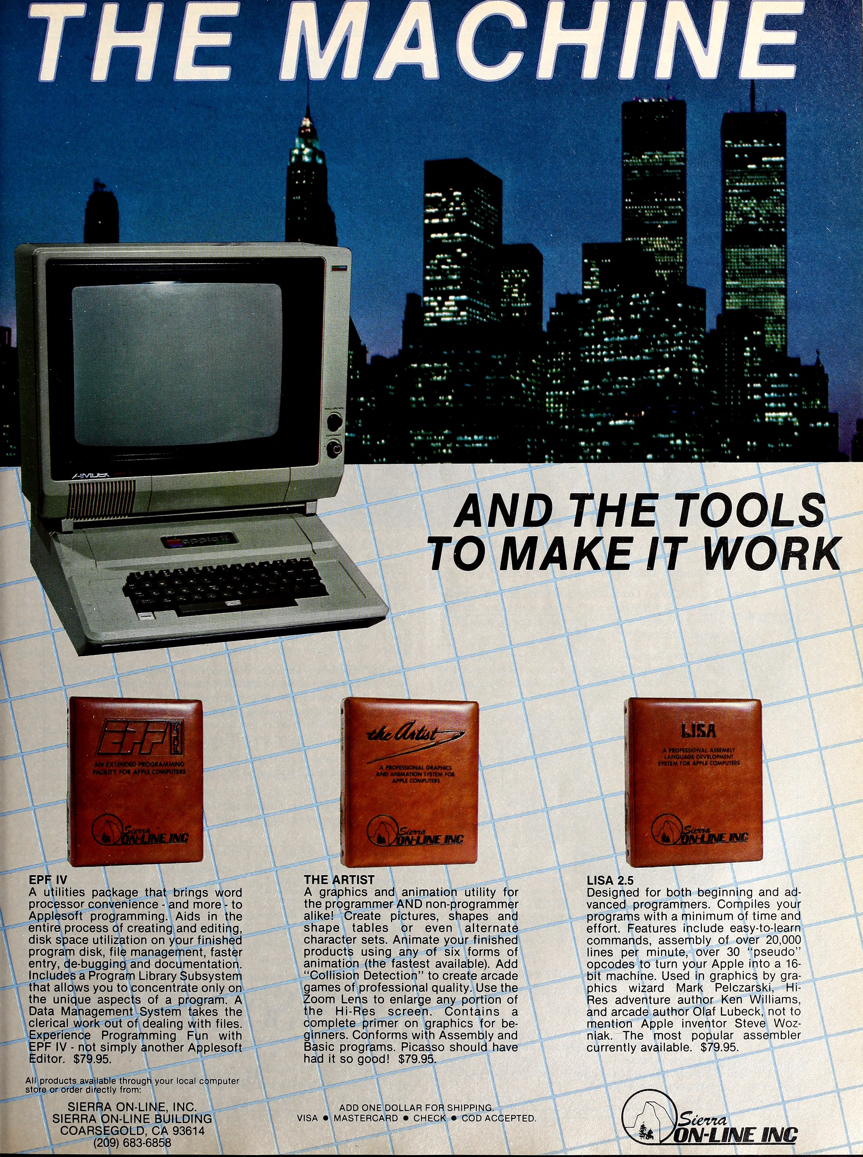 THE MACHINE
AMDEK
apple II
AND THE TOOLS
TO MAKE IT WORK
EPF IV
AN EXTENDED PROGRAMMING
FACILITY FOR APPLE COMPUTERS
Sierra
ON-LINE INC
the Artist
A PROFESSIONAL GRAPHICS
AND ANIMATION SYSTEM FOR
APPLE COMPUTERS
Sierra
ON-LINE INC
LISA
A PROFESSIONAL ASSEMBLY
LANGUAGE DEVELOPMENT
SYSTEM FOR APPLE COMPUTERS
Sierra
ON-LINE INC
EPF IV
A utilities package that brings word
processor convenience - and more - to
Applesoft programming. Aids in the
entire process of creating and editing,
disk space utilization on your finished
program disk, file management, faster
entry, de-bugging and documentation.
Includes a Program Library Subsystem
that allows you to concentrate only on
the unique aspects of a program. A
Data Management System takes the
clerical work out of dealing with files.
Experience Programming Fun with
EPF IV - not simply another Applesoft
Editor. $79.95.
THE ARTIST
A graphics and animation utility for
the programmer AND non-programmer
alike! Create pictures, shapes and
shape tables or even alternate
character sets. Animate your finished
products using any of six forms of
animation (the fastest available). Add
"Collision Detection" to create arcade
games of professional quality. Use the
Zoom Lens to enlarge any portion of
the Hi-Res screen. Contains a
complete primer on graphics for be-
ginners. Conforms with Assembly and
Basic programs. Picasso should have
had it so good! $79.95.
LISA 2.5
Designed for both beginning and ad-
vanced programmers. Compiles your
programs with a minimum of time and
effort. Features include easy-to-learn
commands, assembly of over 20,000
lines per minute, over 30 "pseudo"
opcodes to turn your Apple into a 16-
bit machine. Used in graphics by gra-
phics wizard Mark Pelczarski, Hi-
Res adventure author Ken Williams,
and arcade author Olaf Lubeck, not to
mention Apple inventor Steve Woz-
niak. The most popular assembler
currently available. $79.95.
All products available through your local computer
store or order directly from:
SIERRA ON-LINE, INC.
SIERRA ON-LINE BUILDING
COARSEGOLD, CA 93614
(209) 683-6858
ADD ONE DOLLAR FOR SHIPPING.
VISA ● MASTERCARD ● CHECK ● COD ACCEPTED.
Sierra
ON-LINE INC